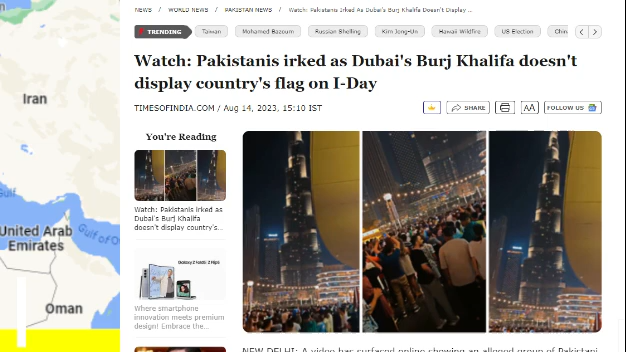 NEWS / WORLD NEWS / PAKISTAN NEWS / Watch: Pakistanis Irked As Dubai's Burj Khalifa Doesn't Display ...
TRENDING Taiwan Mohamed Bazoum Russian Shelling Kim Jong-Un Hawaii Wildfire US Election Chin
Watch: Pakistanis irked as Dubai's Burj Khalifa doesn't
display country's flag on I-Day
TIMESOFINDIA.COM / Aug 14, 2023, 15:10 IST
SHARE AA FOLLOW US
You're Reading
Watch: Pakistanis irked as
Dubai's Burj Khalifa
doesn't display country's...
Where smartphone
innovation meets premium
design! Embrace the...
NEW DELHI: A video has surfaced online showing an alleged group of Pakistani
Iran
United Arab
Emirates
Gulf of O
Oman